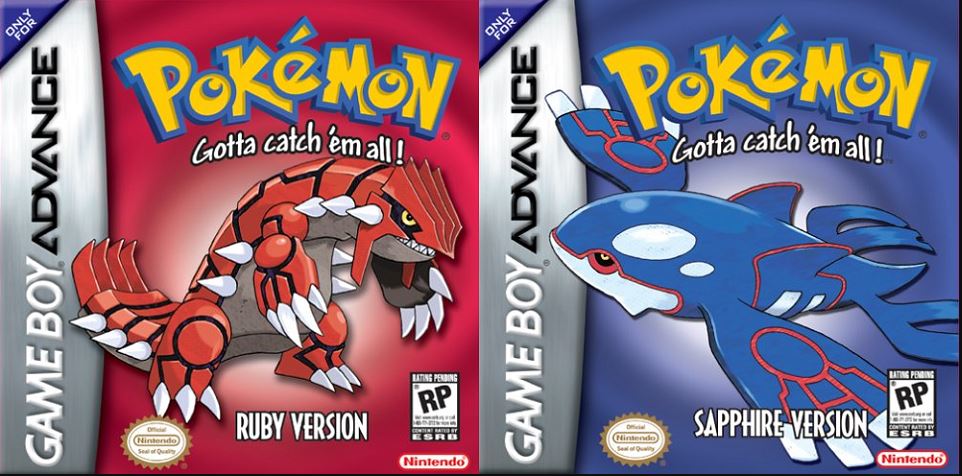 ONLY
FOR
GAME BOY ADVANCE
POKéMON
Gotta catch 'em all!
RUBY VERSION
RATING PENDING
RP
CONTENT RATED BY
ESRB
Official
Nintendo
Seal of Quality
Nintendo
ONLY
FOR
GAME BOY ADVANCE
POKéMON
Gotta catch 'em all!
SAPPHIRE VERSION
RATING PENDING
RP
CONTENT RATED BY
ESRB
Official
Nintendo
Seal of Quality
Nintendo